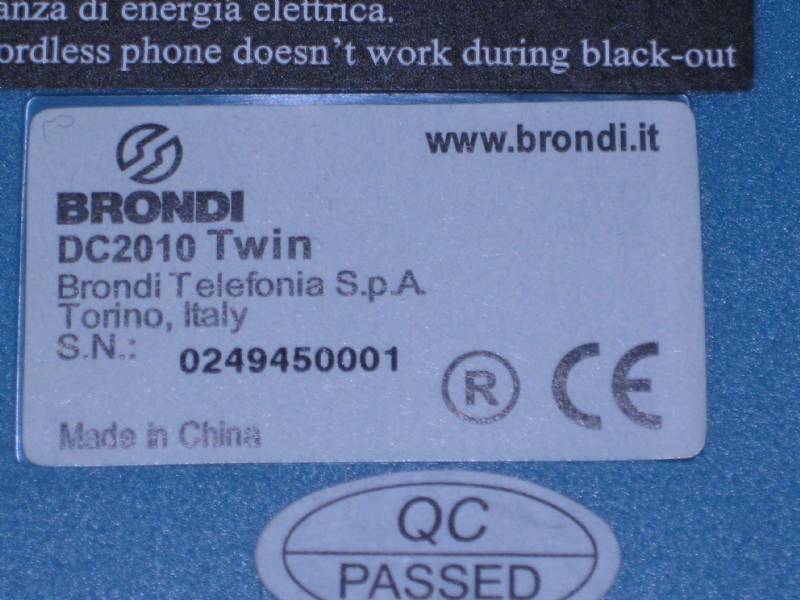 anza di energia elettrica.
ordless phone doesn't work during black-out
www.brondi.it
BRONDI
DC2010 Twin
Brondi Telefonia S.p.A.
Torino, Italy
S.N.: 0249450001
R CE
Made in China
QC
PASSED